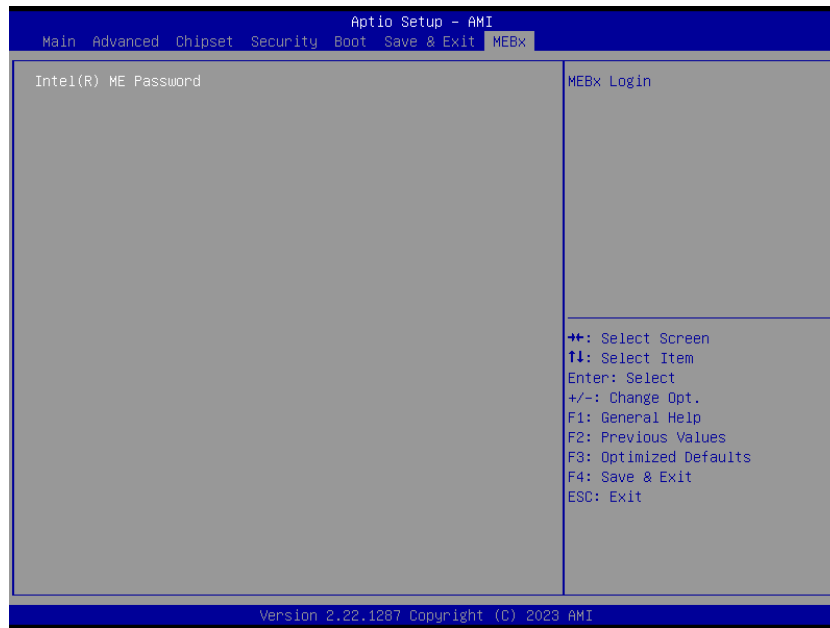 Aptio Setup – AMI
Main Advanced Chipset Security Boot Save & Exit MEBx
Intel(R) ME Password
MEBx Login
→←: Select Screen
↑↓: Select Item
Enter: Select
+/-: Change Opt.
F1: General Help
F2: Previous Values
F3: Optimized Defaults
F4: Save & Exit
ESC: Exit
Version 2.22.1287 Copyright (C) 2023 AMI